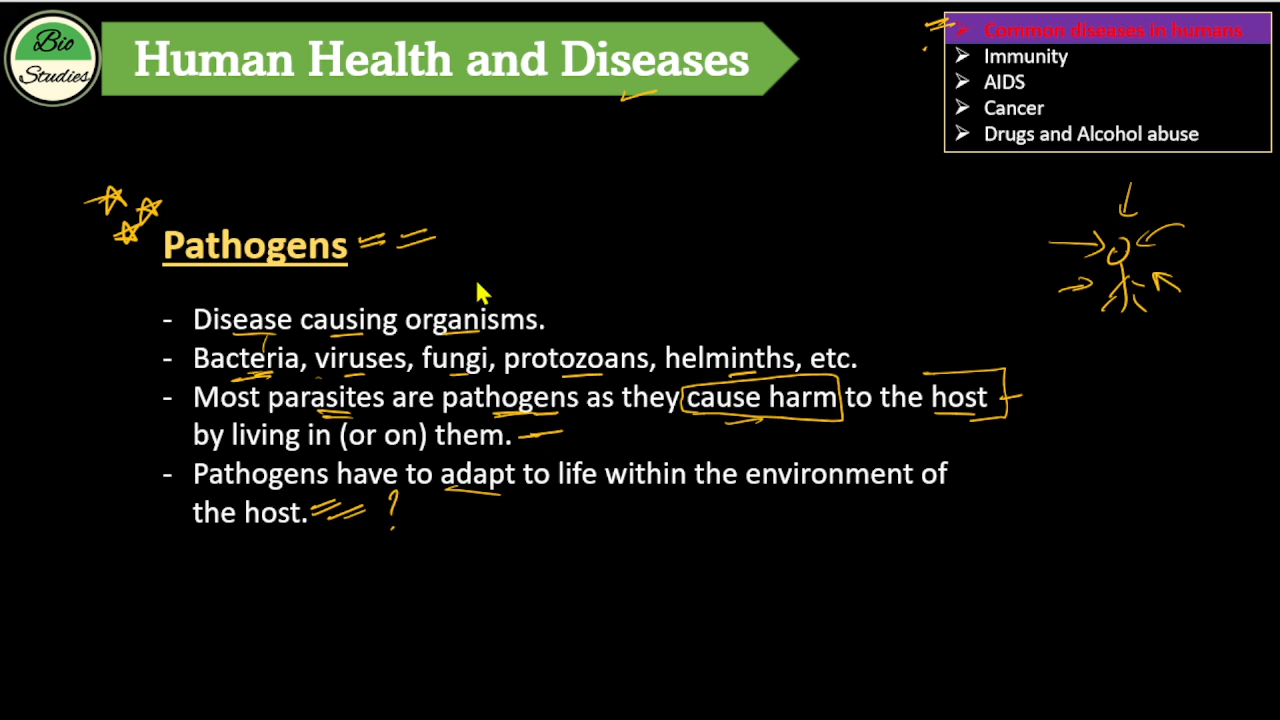 Bio
Studies
Human Health and Diseases
Common diseases in humans
Immunity
AIDS
Cancer
Drugs and Alcohol abuse
Pathogens
- Disease causing organisms.
- Bacteria, viruses, fungi, protozoans, helminths, etc.
- Most parasites are pathogens as they cause harm to the host
by living in (or on) them.
- Pathogens have to adapt to life within the environment of
the host. ?